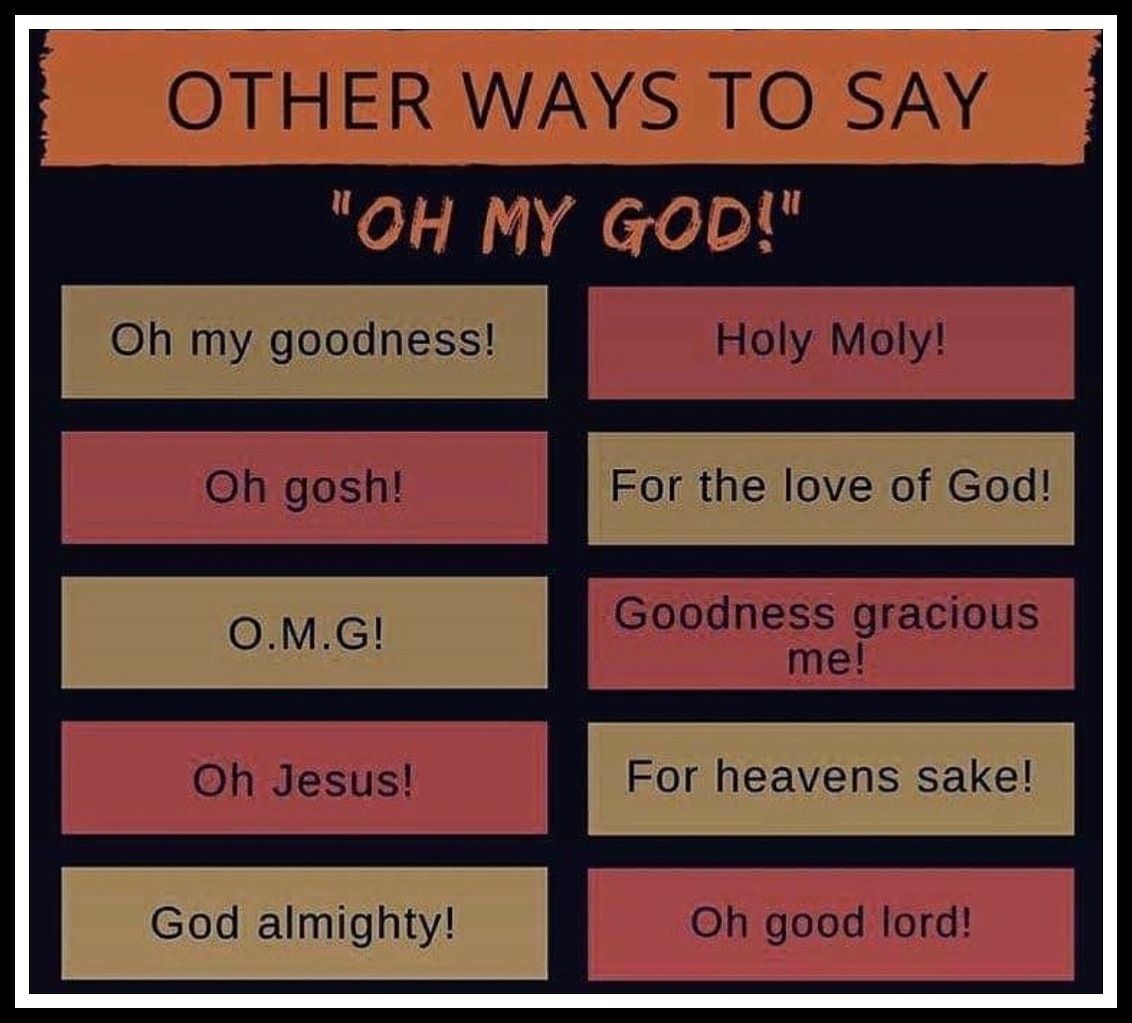 OTHER WAYS TO SAY
"OH MY GOD!"
Oh my goodness!
Holy Moly!
Oh gosh!
For the love of God!
O.M.G!
Goodness gracious
me!
Oh Jesus!
For heavens sake!
God almighty!
Oh good lord!